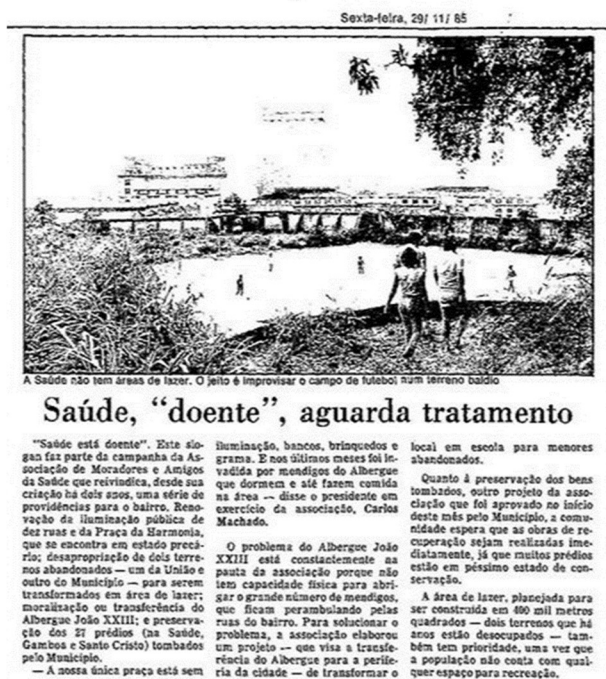 Sexta-feira, 29/ 11/ 85
A Saúde não tem áreas de lazer. O jeito é improvisar o campo de futebol num terreno baldio
Saúde, “doente”, aguarda tratamento
“Saúde está doente”. Este slo-
gan faz parte da campanha da As-
sociação de Moradores e Amigos
da Saúde que reivindica, desde sua
criação há dois anos, uma série de
providências para o bairro. Reno-
vação da iluminação pública de
dez ruas e da Praça da Harmonia,
que se encontra em estado precá-
rio; desapropriação de dois terre-
nos abandonados — um da União e
outro do Município — para serem
transformados em área de lazer;
moralização ou transferência do
Albergue João XXIII; e preserva-
ção dos 27 prédios (na Saúde,
Gamboa e Santo Cristo) tombados
pelo Município.
— A nossa única praça está sem
iluminação, bancos, brinquedos e
grama. E nos últimos meses foi in-
vadida por mendigos do Albergue
que dormem e até fazem comida
na área — disse o presidente em
exercício da associação, Carlos
Machado.
O problema do Albergue João
XXIII está constantemente na
pauta da associação porque não
tem capacidade física para abri-
gar o grande número de mendigos,
que ficam perambulando pelas
ruas do bairro. Para solucionar o
problema, a associação elaborou
um projeto — que visa a transfe-
rência do Albergue para a perife-
ria da cidade — de transformar o
local em escola para menores
abandonados.
Quanto à preservação dos bens
tombados, outro projeto da asso-
ciação que foi aprovado no início
deste mês pelo Município, a comu-
nidade espera que as obras de re-
cuperação sejam realizadas ime-
diatamente, já que muitos prédios
estão em péssimo estado de con-
servação.
A área de lazer, planejada para
ser construída em 400 mil metros
quadrados — dois terrenos que há
anos estão desocupados — tam-
bém tem prioridade, uma vez que
a população não conta com qual-
quer espaço para recreação.